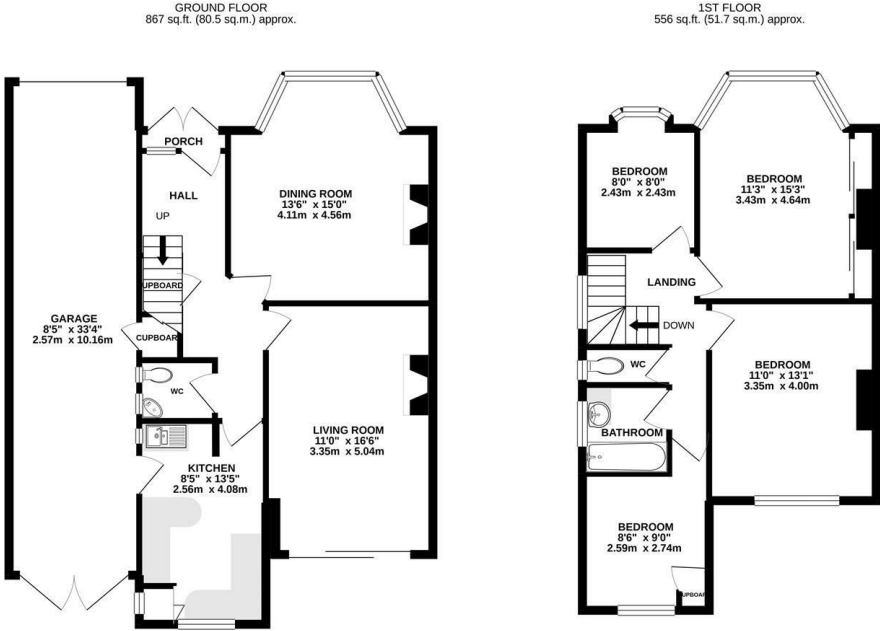 GROUND FLOOR
867 sq.ft. (80.5 sq.m.) approx.
PORCH
HALL
UP
UPBOARD
CUPBOAR
DINING ROOM
13'6" x 15'0"
4.11m x 4.56m
GARAGE
8'5" x 33'4"
2.57m x 10.16m
WC
LIVING ROOM
11'0" x 16'6"
3.35m x 5.04m
KITCHEN
8'5" x 13'5"
2.56m x 4.08m
1ST FLOOR
556 sq.ft. (51.7 sq.m.) approx.
BEDROOM
8'0" x 8'0"
2.43m x 2.43m
BEDROOM
11'3" x 15'3"
3.43m x 4.64m
LANDING
DOWN
WC
BEDROOM
11'0" x 13'1"
3.35m x 4.00m
BATHROOM
BEDROOM
8'6" x 9'0"
2.59m x 2.74m
UPBOAR